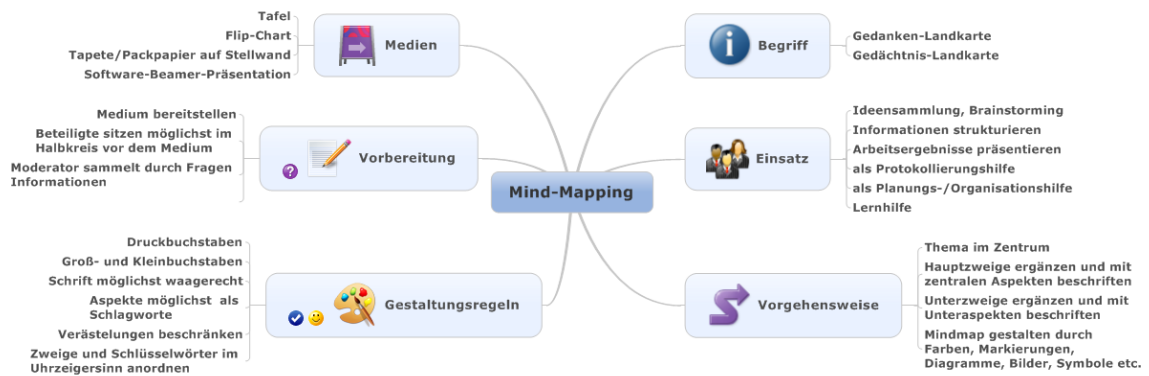 Mind-Mapping
Begriff
Gedanken-Landkarte
Gedächtnis-Landkarte
Einsatz
Ideensammlung, Brainstorming
Informationen strukturieren
Arbeitsergebnisse präsentieren
als Protokollierungshilfe
als Planungs-/Organisationshilfe
Lernhilfe
Vorgehensweise
Thema im Zentrum
Hauptzweige ergänzen und mit
zentralen Aspekten beschriften
Unterzweige ergänzen und mit
Unteraspekten beschriften
Mindmap gestalten durch
Farben, Markierungen,
Diagramme, Bilder, Symbole etc.
Gestaltungsregeln
Druckbuchstaben
Groß- und Kleinbuchstaben
Schrift möglichst waagerecht
Aspekte möglichst als
Schlagworte
Verästelungen beschränken
Zweige und Schlüsselwörter im
Uhrzeigersinn anordnen
Vorbereitung
Medium bereitstellen
Beteiligte sitzen möglichst im
Halbkreis vor dem Medium
Moderator sammelt durch Fragen
Informationen
Medien
Tafel
Flip-Chart
Tapete/Packpapier auf Stellwand
Software-Beamer-Präsentation